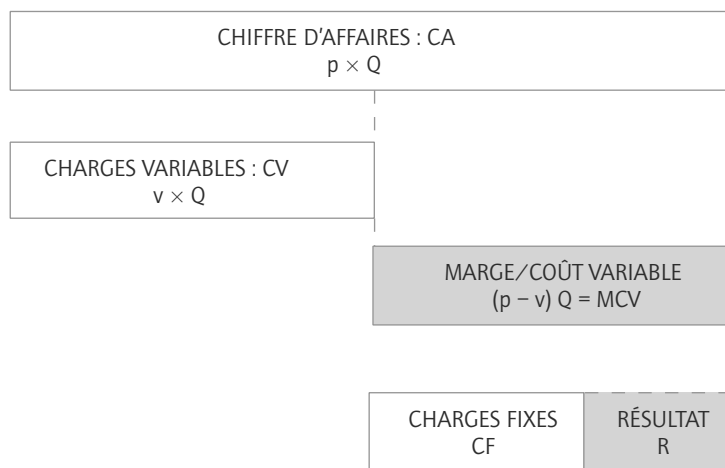 CHIFFRE D'AFFAIRES : CA
p × Q
CHARGES VARIABLES : CV
v × Q
MARGE/COÛT VARIABLE
(p – v) Q = MCV
CHARGES FIXES
CF
RÉSULTAT
R